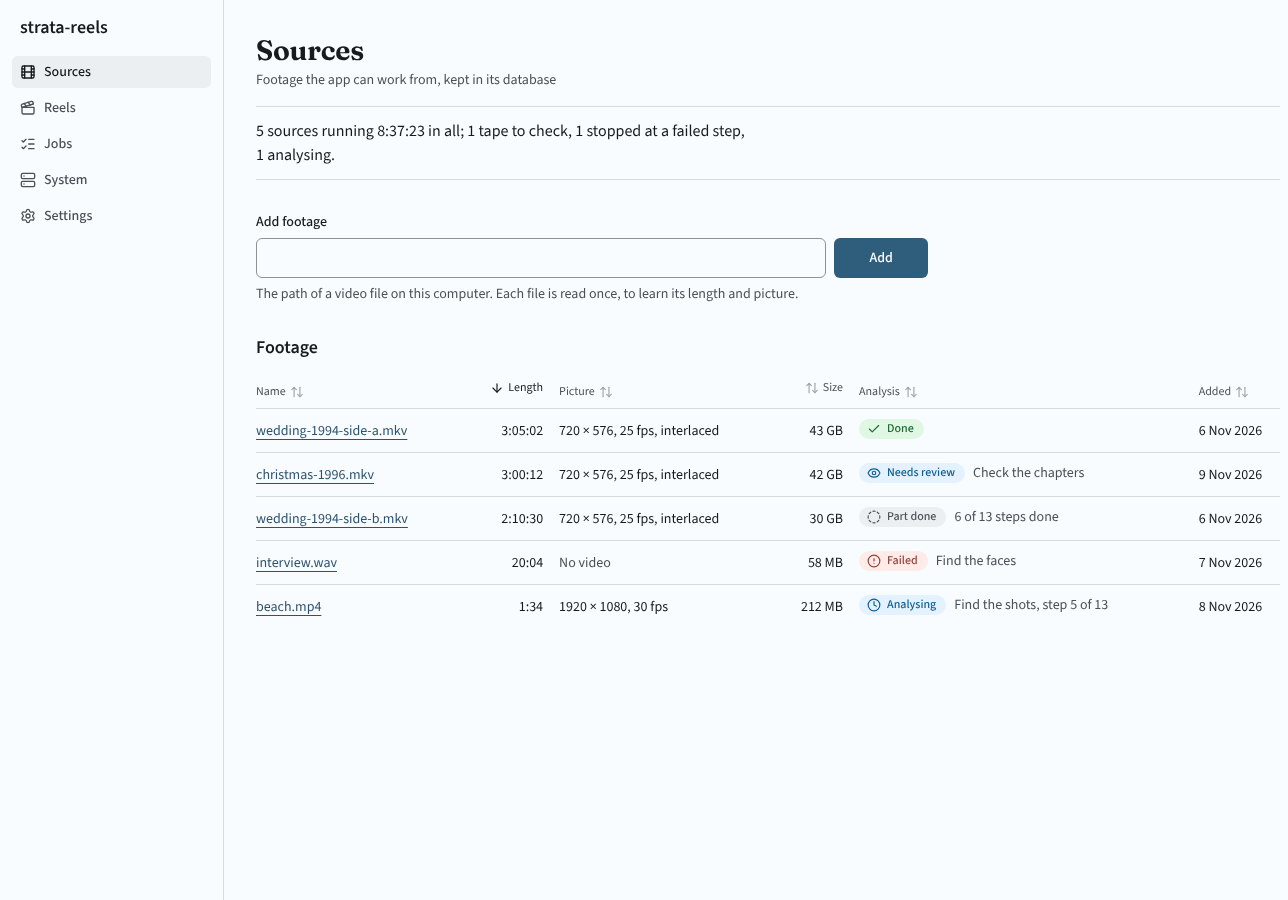 strata-reels
Sources
Reels
Jobs
System
Settings
Sources
Footage the app can work from, kept in its database
5 sources running 8:37:23 in all; 1 tape to check, 1 stopped at a failed step,
1 analysing.
Add footage
Add
The path of a video file on this computer. Each file is read once, to learn its length and picture.
Footage
Name Length Picture Size Analysis Added
wedding-1994-side-a.mkv 3:05:02 720 × 576, 25 fps, interlaced 43 GB Done 6 Nov 2026
christmas-1996.mkv 3:00:12 720 × 576, 25 fps, interlaced 42 GB Needs review Check the chapters 9 Nov 2026
wedding-1994-side-b.mkv 2:10:30 720 × 576, 25 fps, interlaced 30 GB Part done 6 of 13 steps done 6 Nov 2026
interview.wav 20:04 No video 58 MB Failed Find the faces 7 Nov 2026
beach.mp4 1:34 1920 × 1080, 30 fps 212 MB Analysing Find the shots, step 5 of 13 8 Nov 2026